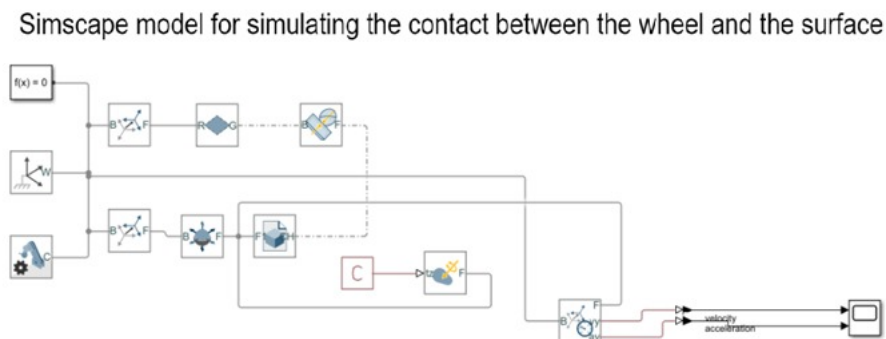 Simscape model for simulating the contact between the wheel and the surface
f(x) = 0
B F
R G
B F
W
B F
B F
F
C
C
F
F
B
velocity
acceleration